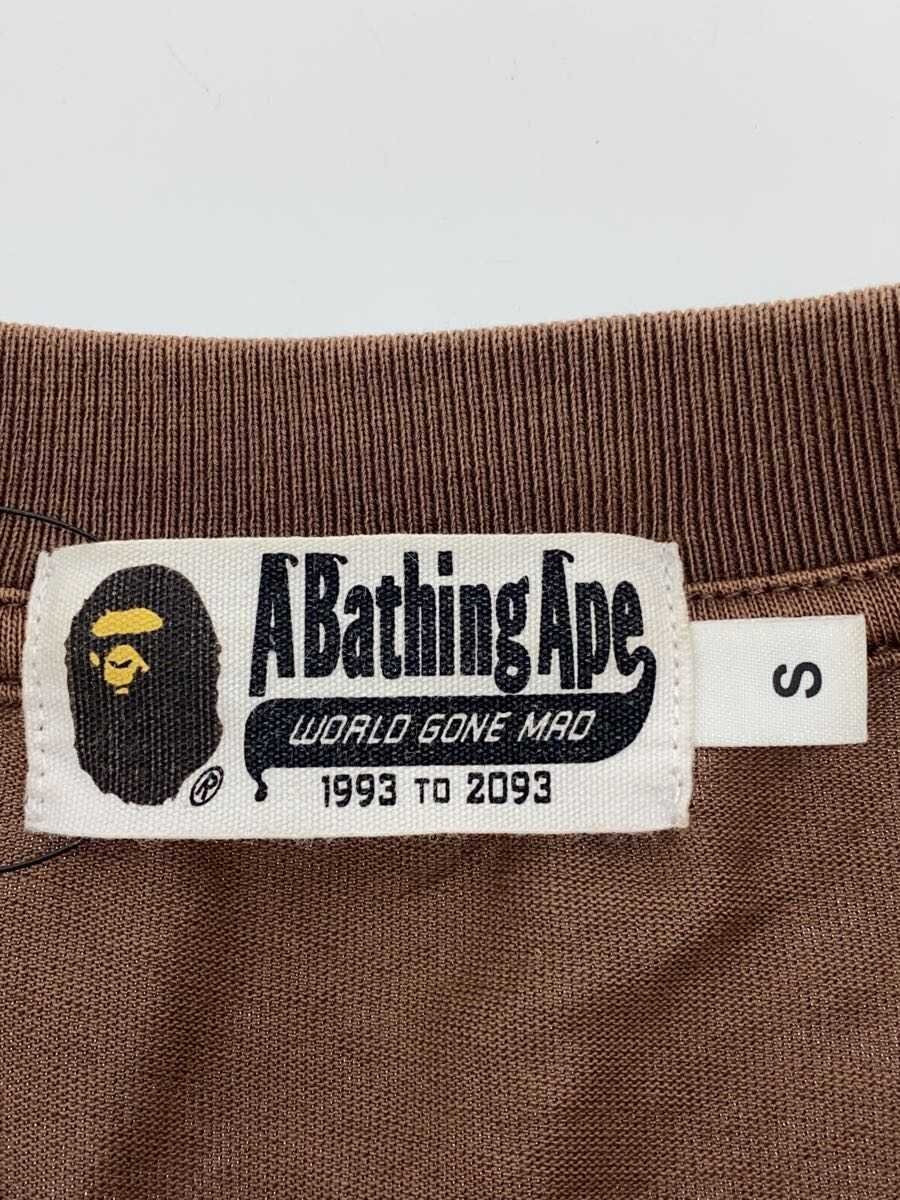 A Bathing Ape
WORLD GONE MAD
1993 TO 2093
®
S